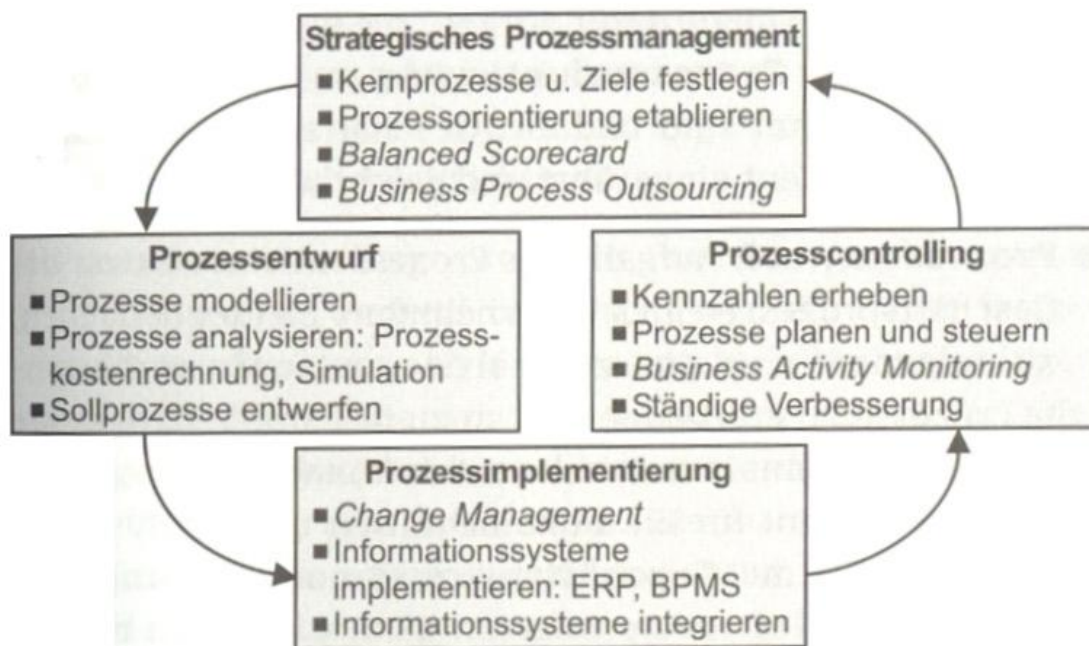 Strategisches Prozessmanagement
■ Kernprozesse u. Ziele festlegen
■ Prozessorientierung etablieren
■ Balanced Scorecard
■ Business Process Outsourcing
Prozessentwurf
■ Prozesse modellieren
■ Prozesse analysieren: Prozess-
kostenrechnung, Simulation
■ Sollprozesse entwerfen
Prozesscontrolling
■ Kennzahlen erheben
■ Prozesse planen und steuern
■ Business Activity Monitoring
■ Ständige Verbesserung
Prozessimplementierung
■ Change Management
■ Informationssysteme
implementieren: ERP, BPMS
■ Informationssysteme integrieren